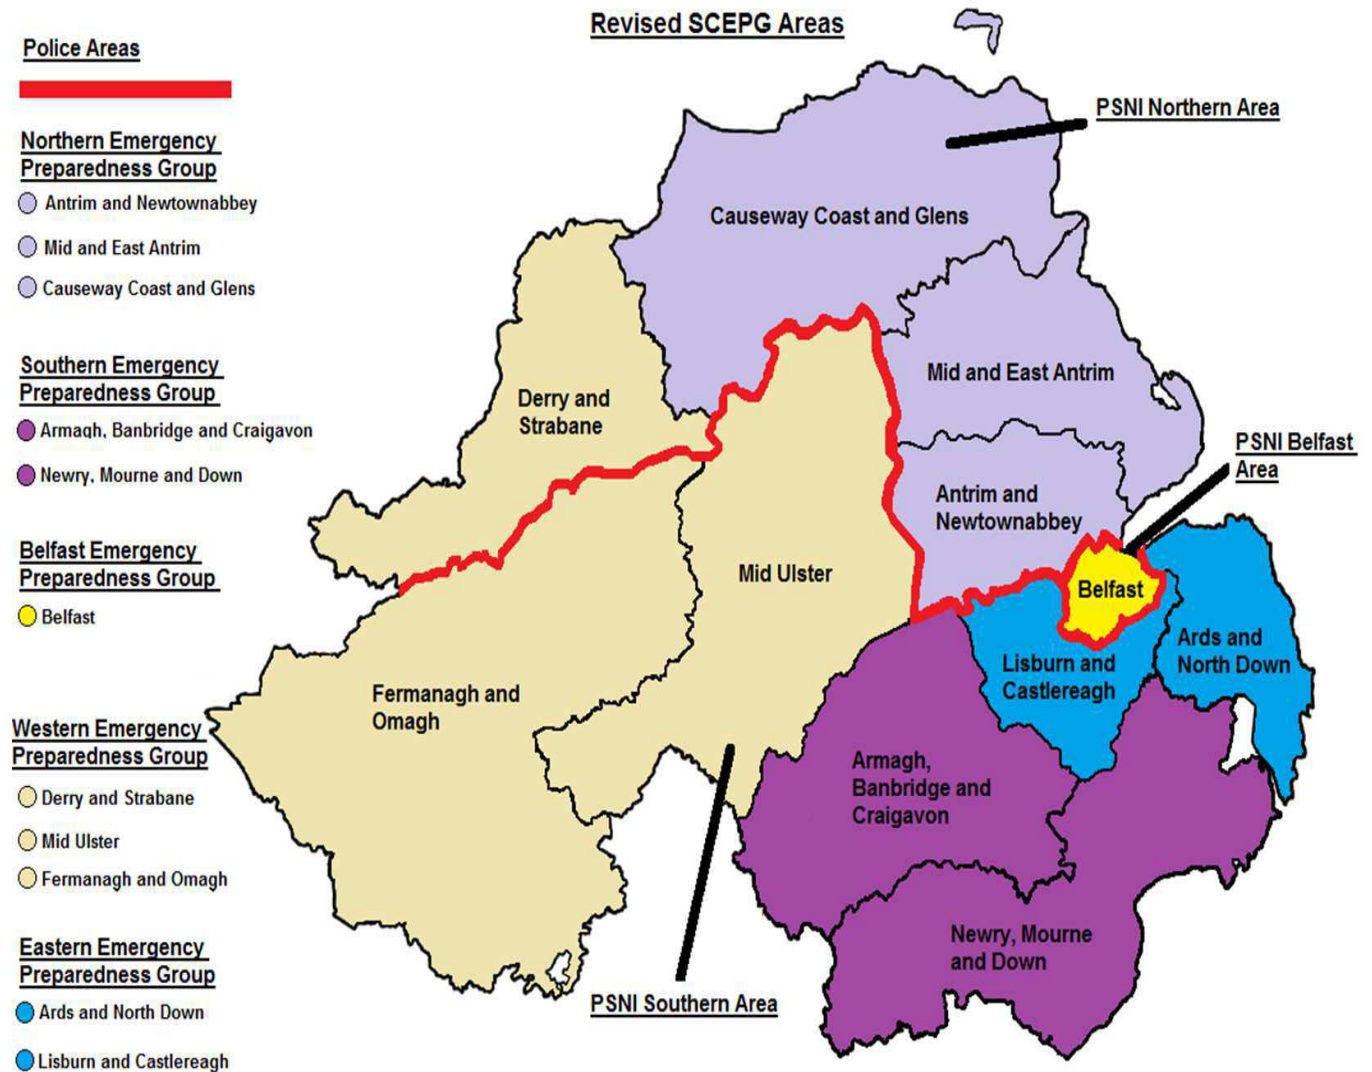 Revised SCEPG Areas
Police Areas
Northern Emergency
Preparedness Group
Antrim and Newtownabbey
Mid and East Antrim
Causeway Coast and Glens
Southern Emergency
Preparedness Group
Armagh, Banbridge and Craigavon
Newry, Mourne and Down
Belfast Emergency
Preparedness Group
Belfast
Western Emergency
Preparedness Group
Derry and Strabane
Mid Ulster
Fermanagh and Omagh
Eastern Emergency
Preparedness Group
Ards and North Down
Lisburn and Castlereagh
PSNI Northern Area
Causeway Coast and Glens
Mid and East Antrim
Derry and
Strabane
PSNI Belfast
Area
Antrim and
Newtownabbey
Mid Ulster
Belfast
Ards and
North Down
Lisburn and
Castlereagh
Fermanagh and
Omagh
Armagh,
Banbridge and
Craigavon
Newry, Mourne
and Down
PSNI Southern Area